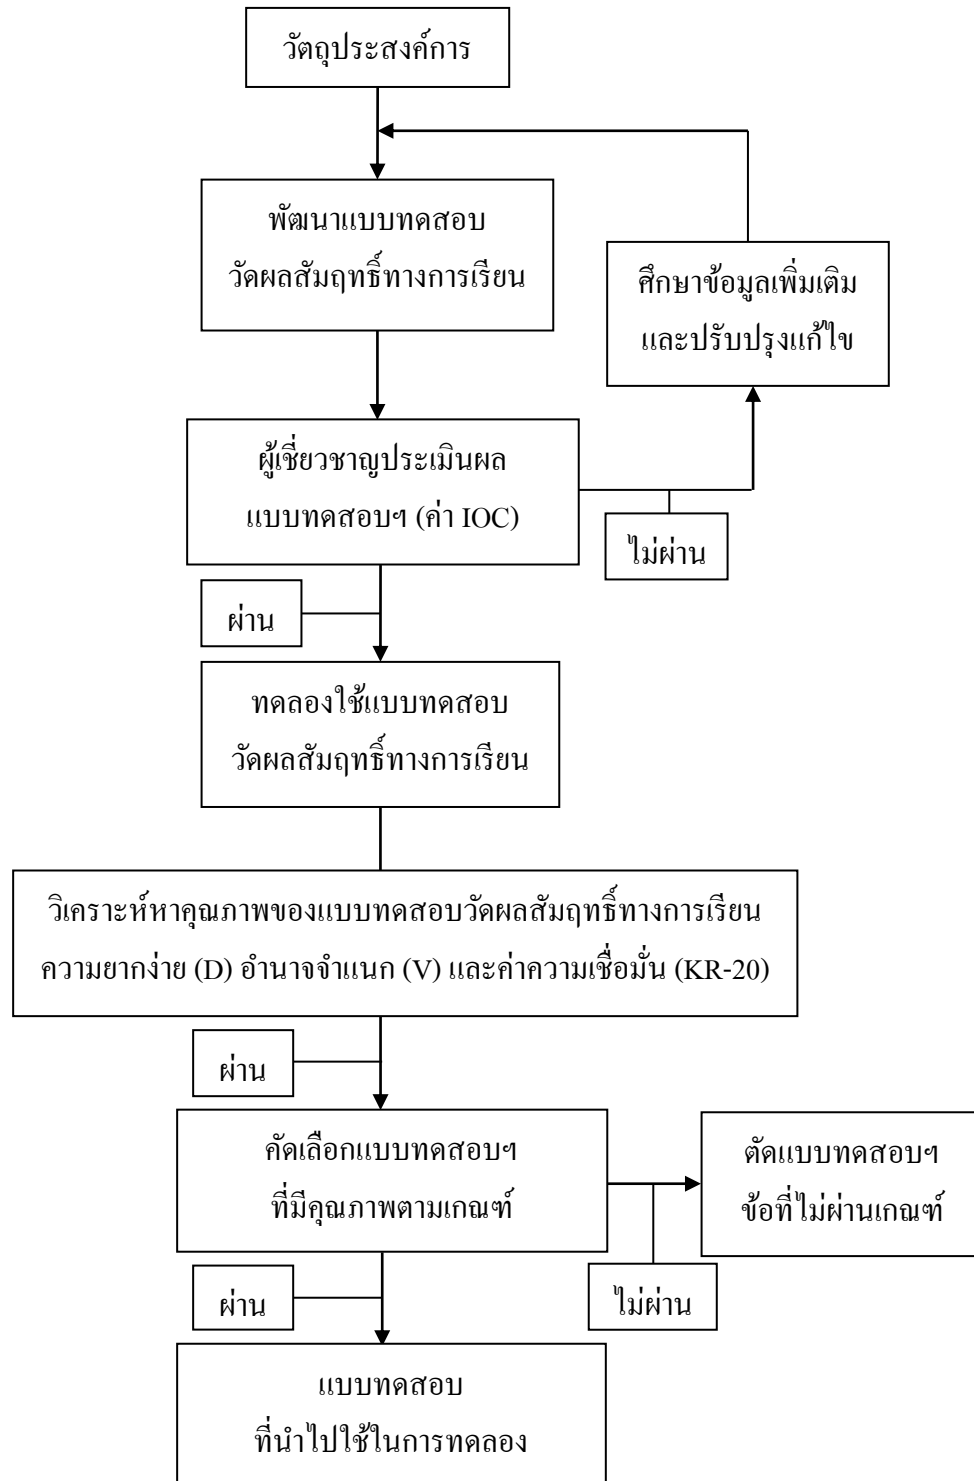 วัตถุประสงค์การ
พัฒนาแบบทดสอบ
วัดผลสัมฤทธิ์ทางการเรียน
ศึกษาข้อมูลเพิ่มเติม
และปรับปรุงแก้ไข
ผู้เชี่ยวชาญประเมินผล
แบบทดสอบฯ (ค่า IOC)
ไม่ผ่าน
ผ่าน
ทดลองใช้แบบทดสอบ
วัดผลสัมฤทธิ์ทางการเรียน
วิเคราะห์หาคุณภาพของแบบทดสอบวัดผลสัมฤทธิ์ทางการเรียน
ความยากง่าย (D) อำนาจจำแนก (V) และค่าความเชื่อมั่น (KR-20)
ผ่าน
คัดเลือกแบบทดสอบฯ
ที่มีคุณภาพตามเกณฑ์
ตัดแบบทดสอบฯ
ข้อที่ไม่ผ่านเกณฑ์
ผ่าน
ไม่ผ่าน
แบบทดสอบ
ที่นำไปใช้ในการทดลอง